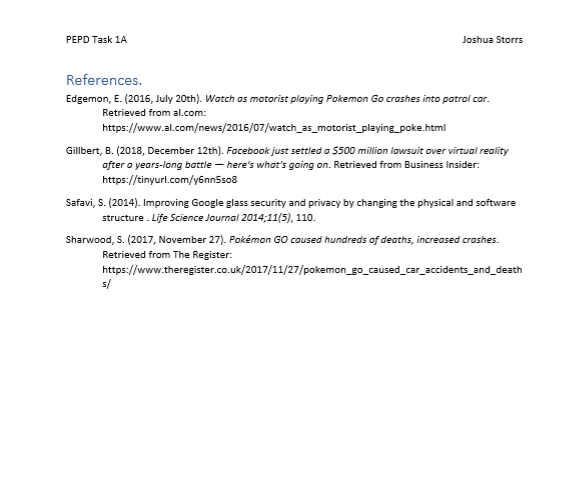 PEPD Task 1A Joshua Storrs
References.
Edgemon, E. (2016, July 20th). Watch as motorist playing Pokemon Go crashes into patrol car.
Retrieved from al.com:
https://www.al.com/news/2016/07/watch_as_motorist_playing_poke.html
Gillbert, B. (2018, December 12th). Facebook just settled a $500 million lawsuit over virtual reality
after a years-long battle — here's what's going on. Retrieved from Business Insider:
https://tinyurl.com/y6nn5so8
Safavi, S. (2014). Improving Google glass security and privacy by changing the physical and software
structure . Life Science Journal 2014;11(5), 110.
Sharwood, S. (2017, November 27). Pokémon GO caused hundreds of deaths, increased crashes.
Retrieved from The Register:
https://www.theregister.co.uk/2017/11/27/pokemon_go_caused_car_accidents_and_death
s/